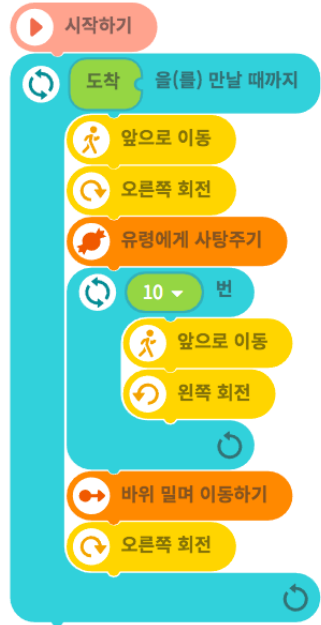 시작하기
도착 을(를) 만날 때까지
앞으로 이동
오른쪽 회전
유령에게 사탕주기
10 번
앞으로 이동
왼쪽 회전
바위 밀며 이동하기
오른쪽 회전